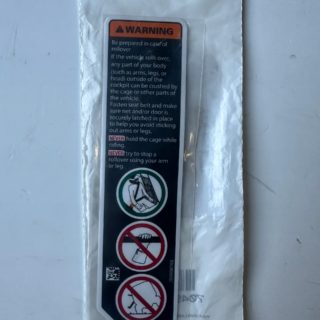 WARNING
Be prepared in case of
rollover
If the vehicle rolls over,
any part of your body
(such as arms, legs, or
head) outside of the
cockpit can be crushed by
the cage or other parts of
the vehicle.
Fasten seat belt and make
sure net and/or door is
securely latched in place
to help you avoid sticking
out arms or legs.
NEVER hold the cage while
riding.
NEVER try to stop a
rollover using your arm
or leg.